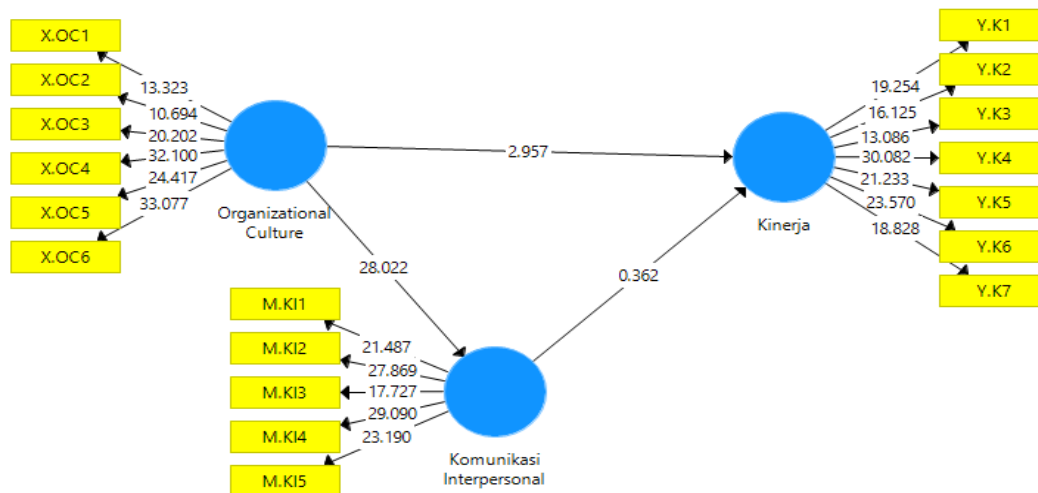 X.OC1
X.OC2
X.OC3
X.OC4
X.OC5
X.OC6
13.323
10.694
20.202
32.100
24.417
33.077
Organizational
Culture
2.957
28.022
0.362
Y.K1
Y.K2
Y.K3
Y.K4
Y.K5
Y.K6
Y.K7
19.254
16.125
13.086
30.082
21.233
23.570
18.828
Kinerja
M.KI1
M.KI2
M.KI3
M.KI4
M.KI5
21.487
27.869
17.727
29.090
23.190
Komunikasi
Interpersonal